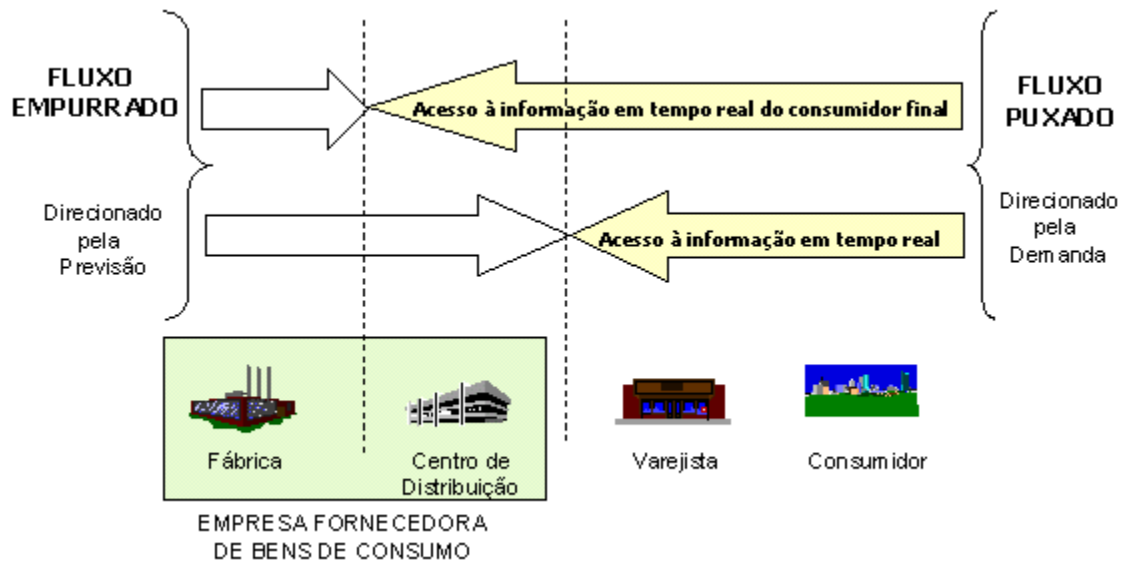 FLUXO
EMPURRADO
Acesso à informação em tempo real do consumidor final
FLUXO
PUXADO
Direcionado
pela
Previsão
Acesso à informação em tempo real
Direcionado
pela
Demanda
Fábrica
Centro de
Distribuição
Varejista
Consumidor
EMPRESA FORNECEDORA
DE BENS DE CONSUMO